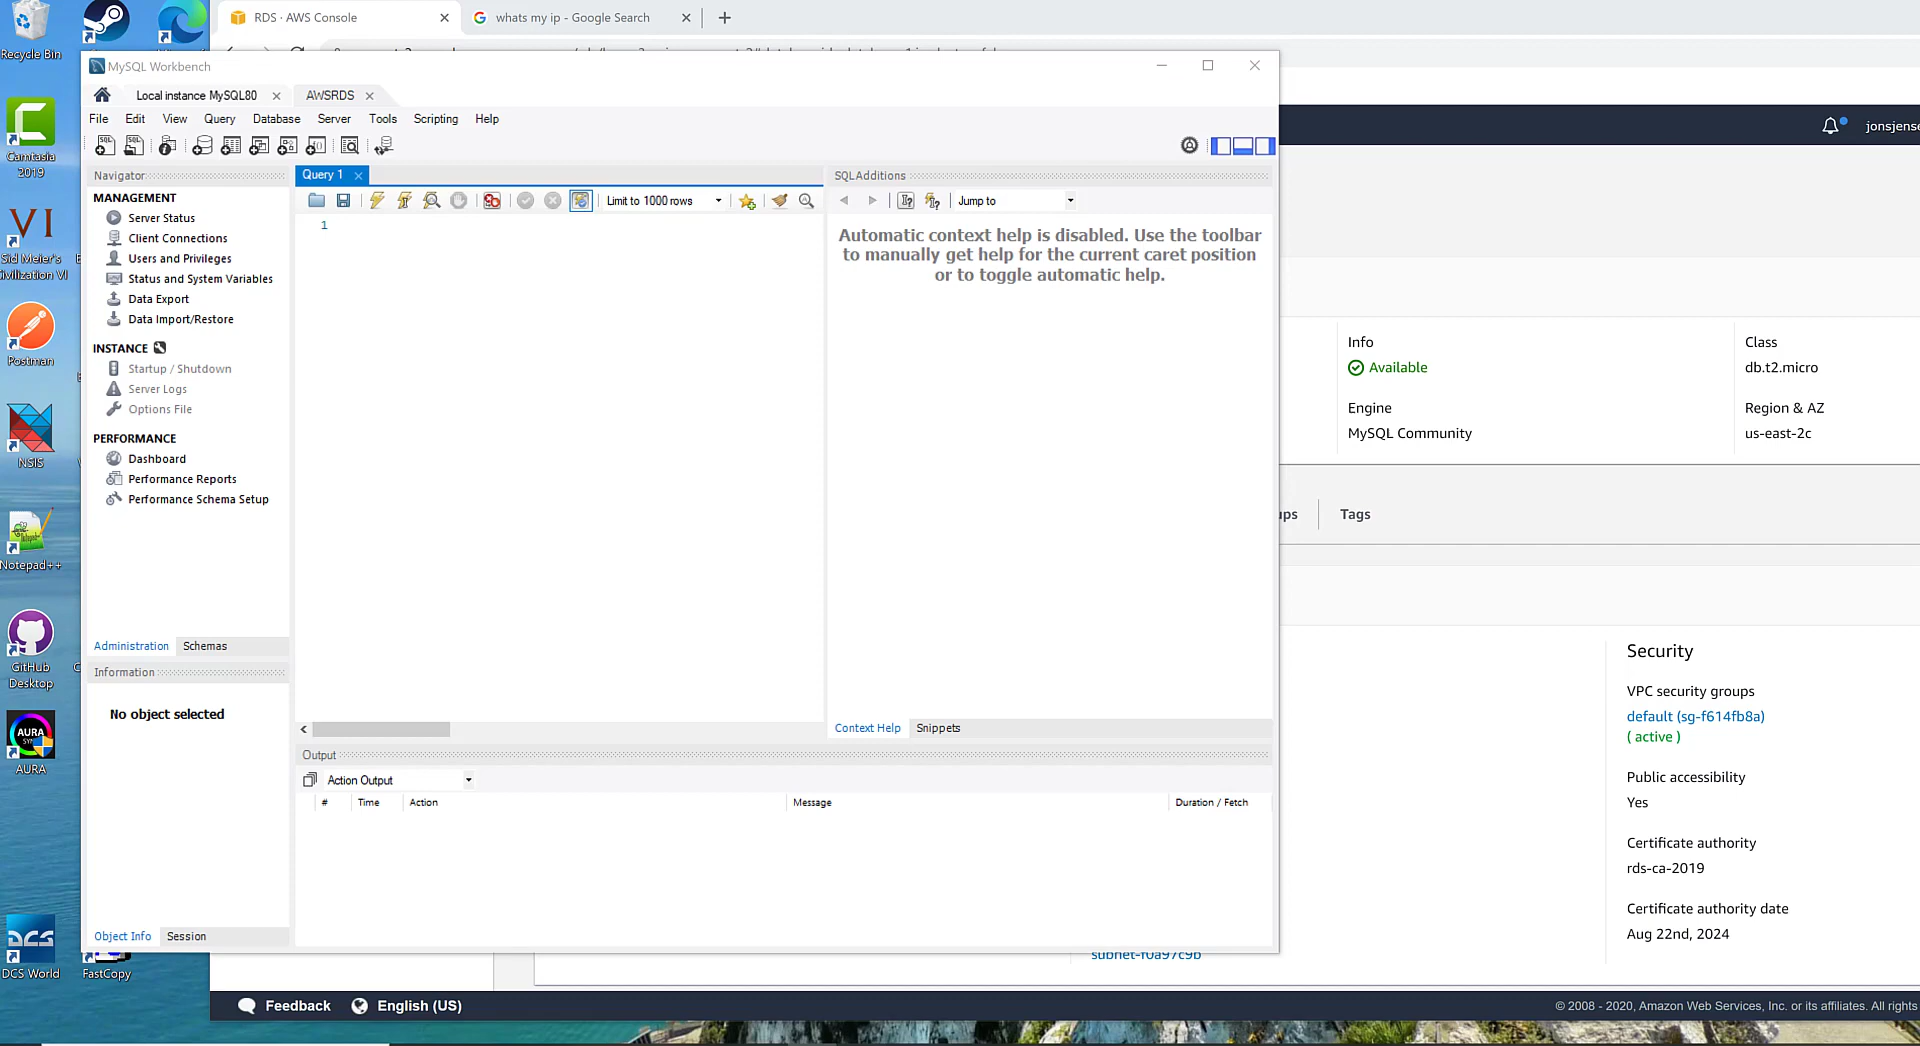 RDS · AWS Console
whats my ip - Google Search
Recycle Bin
MySQL Workbench
Local instance MySQL80
AWSRDS
File Edit View Query Database Server Tools Scripting Help
jonsjense
Camtasia
2019
Navigator
Query 1
SQLAdditions
MANAGEMENT
Server Status
Client Connections
Users and Privileges
Status and System Variables
Data Export
Data Import/Restore
Limit to 1000 rows
Jump to
1
Automatic context help is disabled. Use the toolbar
to manually get help for the current caret position
or to toggle automatic help.
Sid Meier's
Civilization VI
INSTANCE
Startup / Shutdown
Server Logs
Options File
Postman
Info
Available
Class
db.t2.micro
Engine
MySQL Community
Region & AZ
us-east-2c
PERFORMANCE
Dashboard
Performance Reports
Performance Schema Setup
NSIS
ups
Tags
Notepad++
Administration
Schemas
Information
No object selected
GitHub
Desktop
AURA
AURA
Security
VPC security groups
default (sg-f614fb8a)
( active )
Public accessibility
Yes
Certificate authority
rds-ca-2019
Certificate authority date
Aug 22nd, 2024
Context Help
Snippets
Output
Action Output
# Time Action Message Duration / Fetch
Object Info
Session
DCS
DCS World
FastCopy
subnet-f0a97c9b
Feedback
English (US)
© 2008 - 2020, Amazon Web Services, Inc. or its affiliates. All rights